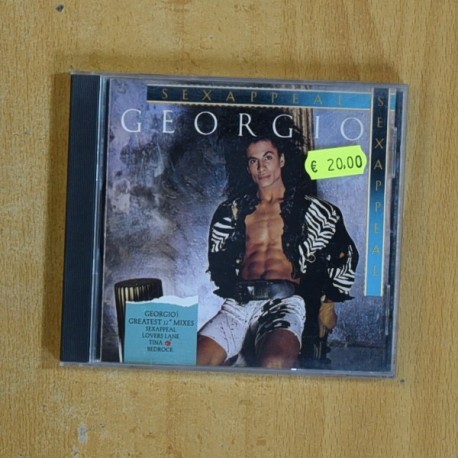 SEXAPPEAL
GEORGIO
SEXAPPEAL
€ 20.00
GEORGIO'S
GREATEST 12" MIXES
SEXAPPEAL
LOVERS LANE
TINA
BEDROCK